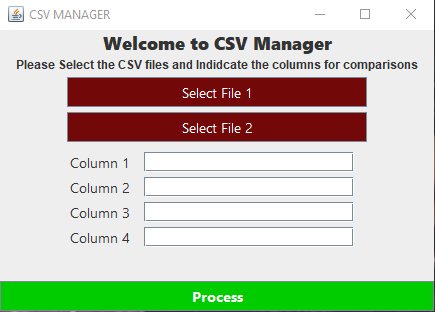 CSV MANAGER
Welcome to CSV Manager
Please Select the CSV files and Indidcate the columns for comparisons
Select File 1
Select File 2
Column 1
Column 2
Column 3
Column 4
Process